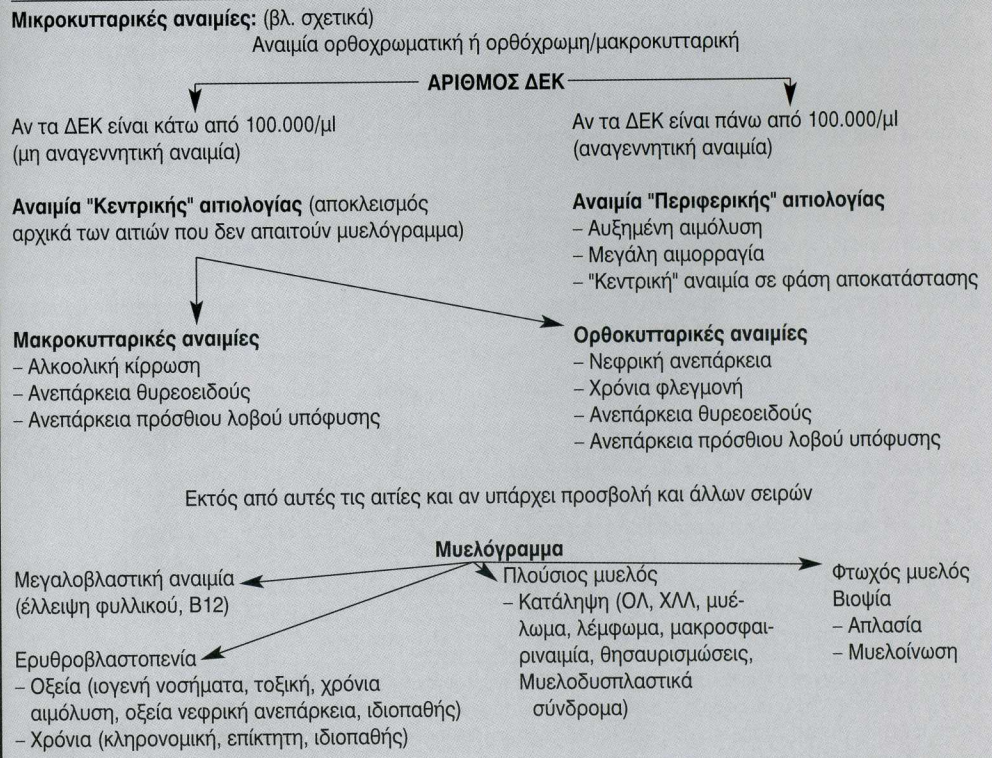 Μικροκυτταρικές αναιμίες: (βλ. σχετικά)
Αναιμία ορθοχρωματική ή ορθόχρωμη/μακροκυτταρική
ΑΡΙΘΜΟΣ ΔΕΚ
Αν τα ΔΕΚ είναι κάτω από 100.000/μl
(μη αναγεννητική αναιμία)
Αν τα ΔΕΚ είναι πάνω από 100.000/μl
(αναγεννητική αναιμία)
Αναιμία "Κεντρικής" αιτιολογίας (αποκλεισμός
αρχικά των αιτιών που δεν απαιτούν μυελόγραμμα)
Αναιμία "Περιφερικής" αιτιολογίας
– Αυξημένη αιμόλυση
– Μεγάλη αιμορραγία
– "Κεντρική" αναιμία σε φάση αποκατάστασης
Μακροκυτταρικές αναιμίες
– Αλκοολική κίρρωση
– Ανεπάρκεια θυρεοειδούς
– Ανεπάρκεια πρόσθιου λοβού υπόφυσης
Ορθοκυτταρικές αναιμίες
– Νεφρική ανεπάρκεια
– Χρόνια φλεγμονή
– Ανεπάρκεια θυρεοειδούς
– Ανεπάρκεια πρόσθιου λοβού υπόφυσης
Εκτός από αυτές τις αιτίες και αν υπάρχει προσβολή και άλλων σειρών
Μυελόγραμμα
Μεγαλοβλαστική αναιμία
(έλλειψη φυλλικού, Β12)
Ερυθροβλαστοπενία
– Οξεία (ιογενή νοσήματα, τοξική, χρόνια
αιμόλυση, οξεία νεφρική ανεπάρκεια, ιδιοπαθής)
– Χρόνια (κληρονομική, επίκτητη, ιδιοπαθής)
Πλούσιος μυελός
– Κατάληψη (ΟΛ, ΧΛΛ, μυέ-
λωμα, λέμφωμα, μακροσφαι-
ριναιμία, θησαυρισμώσεις,
Μυελοδυσπλαστικά
σύνδρομα)
Φτωχός μυελός
Βιοψία
– Απλασία
– Μυελοίνωση